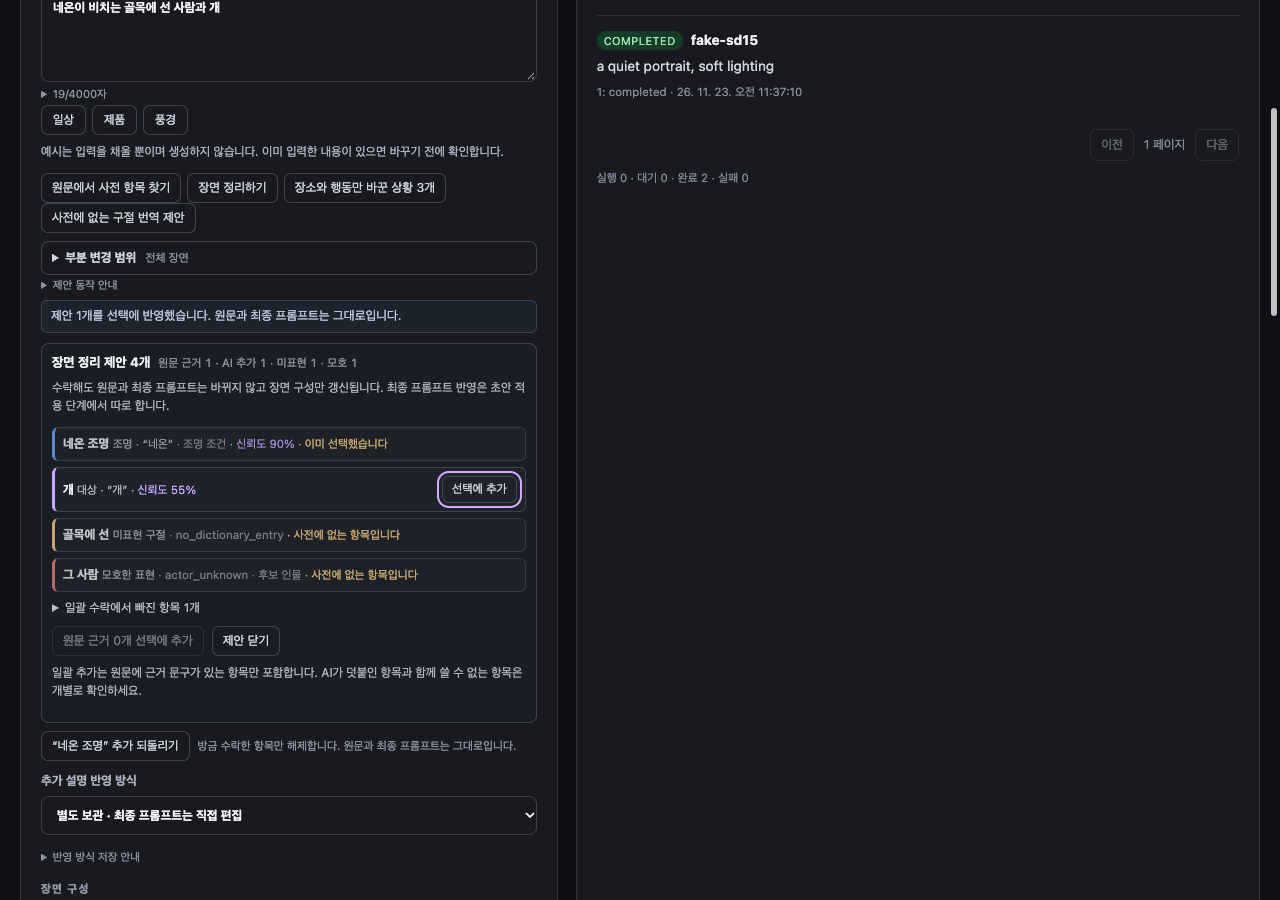 네온이 비치는 골목에 선 사람과 개
19/4000자
일상
제품
풍경
예시는 입력을 채울 뿐이며 생성하지 않습니다. 이미 입력한 내용이 있으면 바꾸기 전에 확인합니다.
원문에서 사전 항목 찾기
장면 정리하기
장소와 행동만 바꾼 상황 3개
사전에 없는 구절 번역 제안
부분 변경 범위 전체 장면
제안 동작 안내
제안 1개를 선택에 반영했습니다. 원문과 최종 프롬프트는 그대로입니다.
장면 정리 제안 4개 원문 근거 1 · AI 추가 1 · 미표현 1 · 모호 1
수락해도 원문과 최종 프롬프트는 바뀌지 않고 장면 구성만 갱신됩니다. 최종 프롬프트 반영은 초안 적
용 단계에서 따로 합니다.
네온 조명 조명 · “네온” · 조명 조건 · 신뢰도 90% · 이미 선택했습니다
개 대상 · “개” · 신뢰도 55%
선택에 추가
골목에 선 미표현 구절 · no_dictionary_entry · 사전에 없는 항목입니다
그 사람 모호한 표현 · actor_unknown · 후보 인물 · 사전에 없는 항목입니다
일괄 수락에서 빠진 항목 1개
원문 근거 0개 선택에 추가
제안 닫기
일괄 추가는 원문에 근거 문구가 있는 항목만 포함합니다. AI가 덧붙인 항목과 함께 쓸 수 없는 항목은
개별로 확인하세요.
“네온 조명” 추가 되돌리기
방금 수락한 항목만 해제합니다. 원문과 최종 프롬프트는 그대로입니다.
추가 설명 반영 방식
별도 보관 · 최종 프롬프트는 직접 편집
반영 방식 저장 안내
장면 구성
COMPLETED fake-sd15
a quiet portrait, soft lighting
1: completed · 26. 11. 23. 오전 11:37:10
이전
1 페이지
다음
실행 0 · 대기 0 · 완료 2 · 실패 0